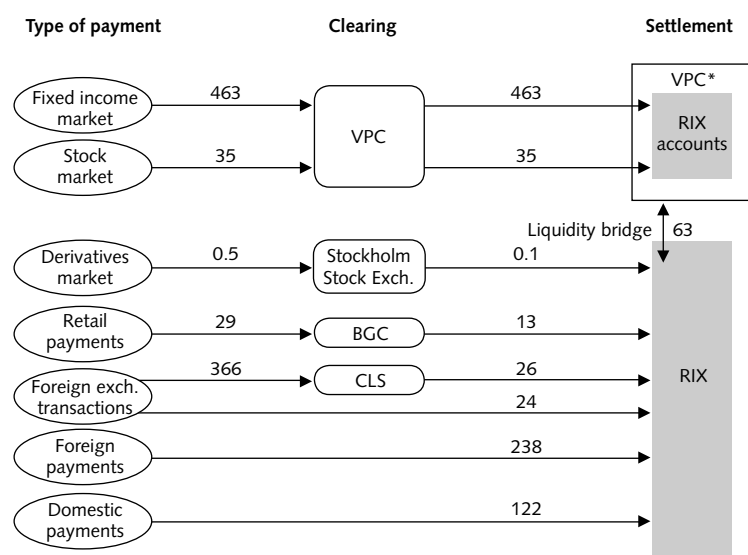 Type of payment
Clearing
Settlement
Fixed income
market
463
VPC
463
VPC*
RIX
accounts
Stock
market
35
35
Liquidity bridge
63
Derivatives
market
0.5
Stockholm
Stock Exch.
0.1
RIX
Retail
payments
29
BGC
13
Foreign exch.
transactions
366
CLS
26
24
Foreign
payments
238
Domestic
payments
122